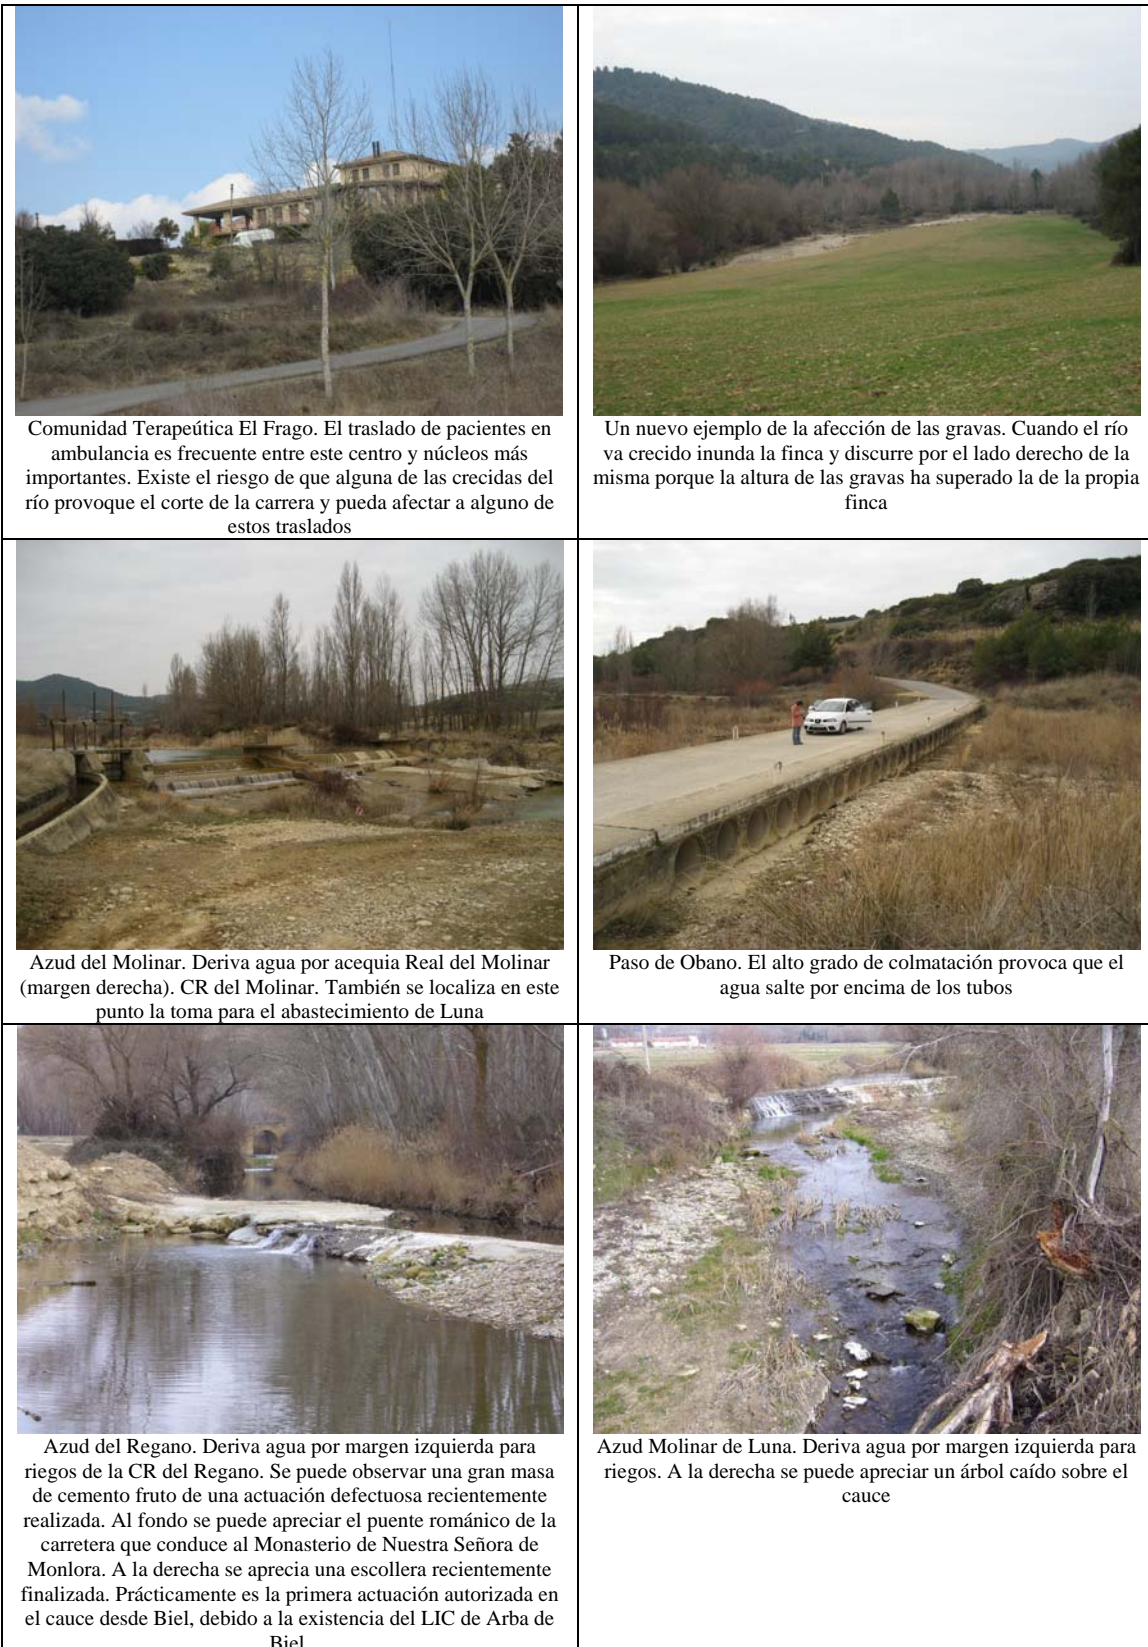 Comunidad Terapeútica El Frago. El traslado de pacientes en
ambulancia es frecuente entre este centro y núcleos más
importantes. Existe el riesgo de que alguna de las crecidas del
río provoque el corte de la carrera y pueda afectar a alguno de
estos traslados
Un nuevo ejemplo de la afección de las gravas. Cuando el río
va crecido inunda la finca y discurre por el lado derecho de la
misma porque la altura de las gravas ha superado la de la propia
finca
Azud del Molinar. Deriva agua por acequia Real del Molinar
(margen derecha). CR del Molinar. También se localiza en este
punto la toma para el abastecimiento de Luna
Paso de Obano. El alto grado de colmatación provoca que el
agua salte por encima de los tubos
Azud del Regano. Deriva agua por margen izquierda para
riegos de la CR del Regano. Se puede observar una gran masa
de cemento fruto de una actuación defectuosa recientemente
realizada. Al fondo se puede apreciar el puente románico de la
carretera que conduce al Monasterio de Nuestra Señora de
Monlora. A la derecha se aprecia una escollera recientemente
finalizada. Prácticamente es la primera actuación autorizada en
el cauce desde Biel, debido a la existencia del LIC de Arba de
Biel
Azud Molinar de Luna. Deriva agua por margen izquierda para
riegos. A la derecha se puede apreciar un árbol caído sobre el
cauce